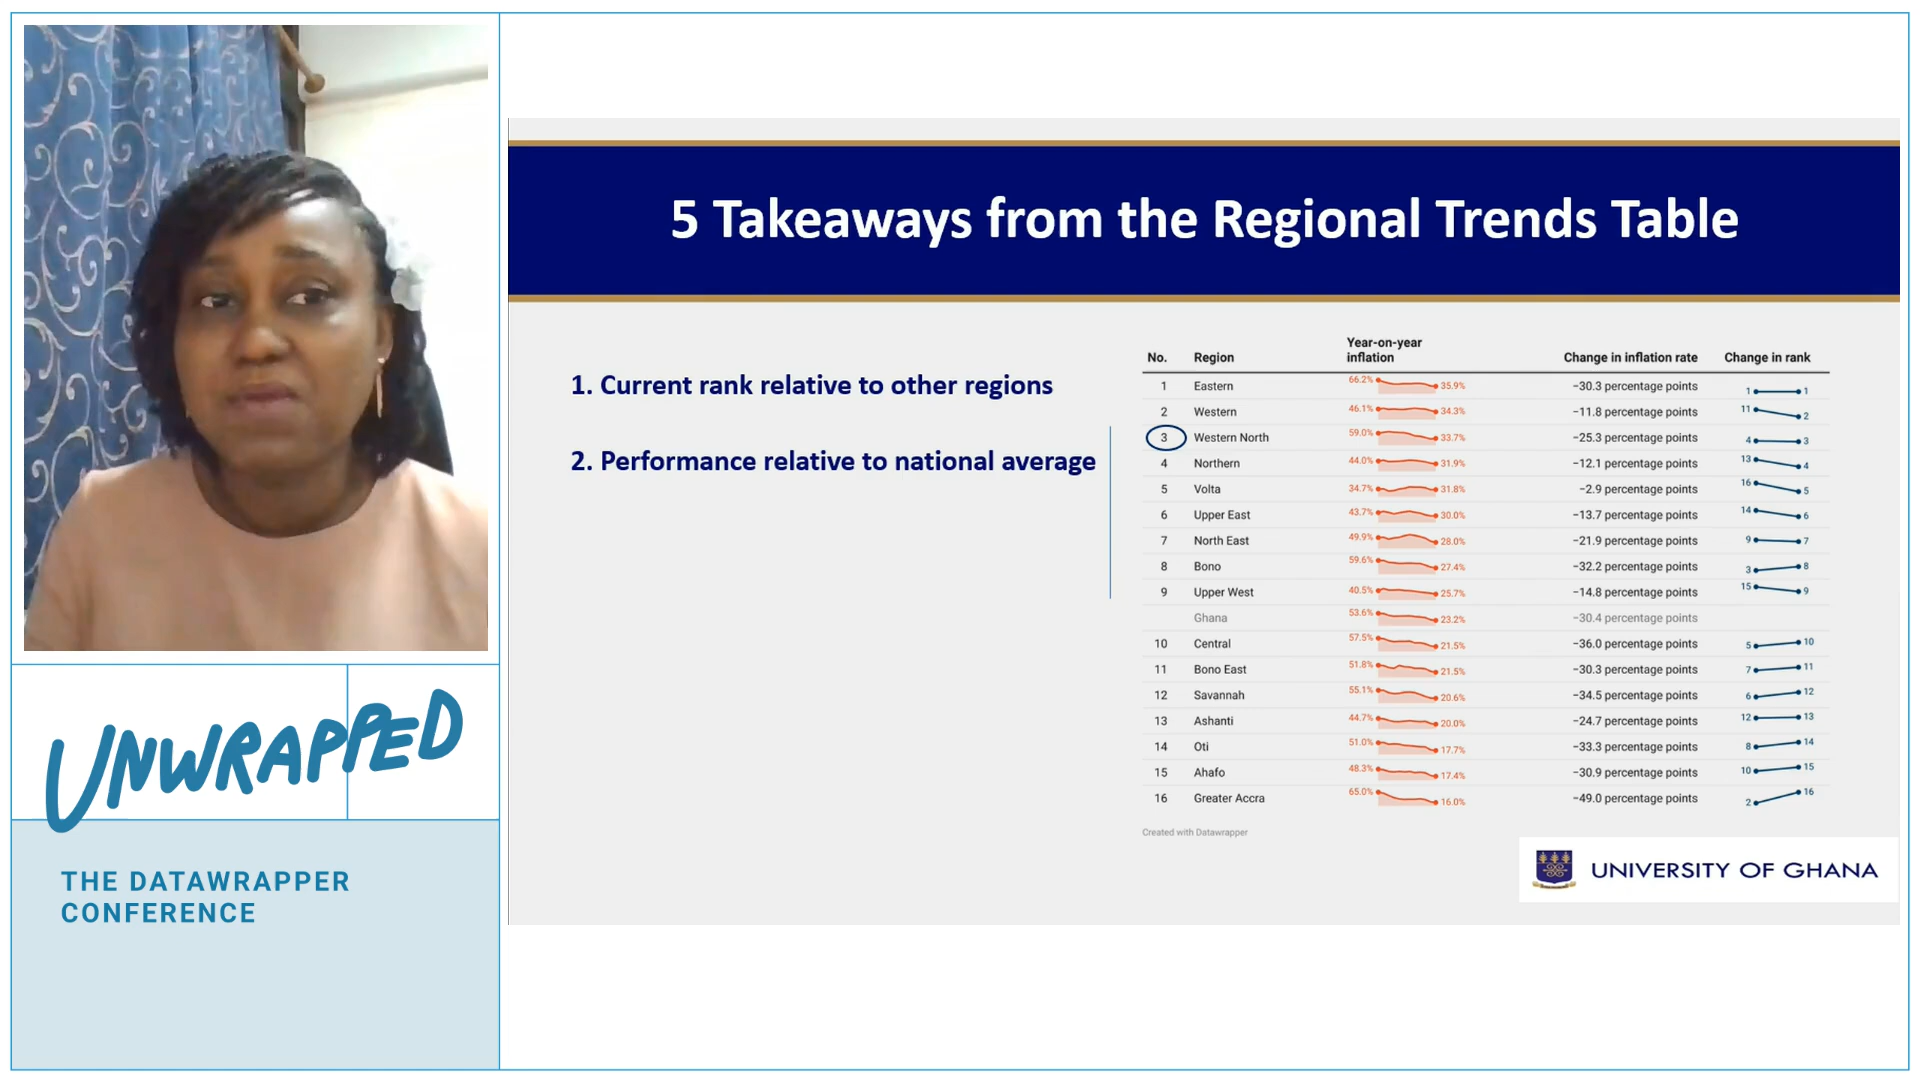 5 Takeaways from the Regional Trends Table
1. Current rank relative to other regions
2. Performance relative to national average
No. Region Year-on-year inflation Change in inflation rate Change in rank
1 Eastern 66.2% 35.9% −30.3 percentage points 1 1
2 Western 46.1% 34.3% −11.8 percentage points 11 2
3 Western North 59.0% 33.7% −25.3 percentage points 4 3
4 Northern 44.0% 31.9% −12.1 percentage points 13 4
5 Volta 34.7% 31.8% −2.9 percentage points 16 5
6 Upper East 43.7% 30.0% −13.7 percentage points 14 6
7 North East 49.9% 28.0% −21.9 percentage points 9 7
8 Bono 59.6% 27.4% −32.2 percentage points 3 8
9 Upper West 40.5% 25.7% −14.8 percentage points 15 9
Ghana 53.6% 23.2% −30.4 percentage points
10 Central 57.5% 21.5% −36.0 percentage points 5 10
11 Bono East 51.8% 21.5% −30.3 percentage points 7 11
12 Savannah 55.1% 20.6% −34.5 percentage points 6 12
13 Ashanti 44.7% 20.0% −24.7 percentage points 12 13
14 Oti 51.0% 17.7% −33.3 percentage points 8 14
15 Ahafo 48.3% 17.4% −30.9 percentage points 10 15
16 Greater Accra 65.0% 16.0% −49.0 percentage points 2 16
Created with Datawrapper
UNIVERSITY OF GHANA
UNWRAPPED
THE DATAWRAPPER
CONFERENCE